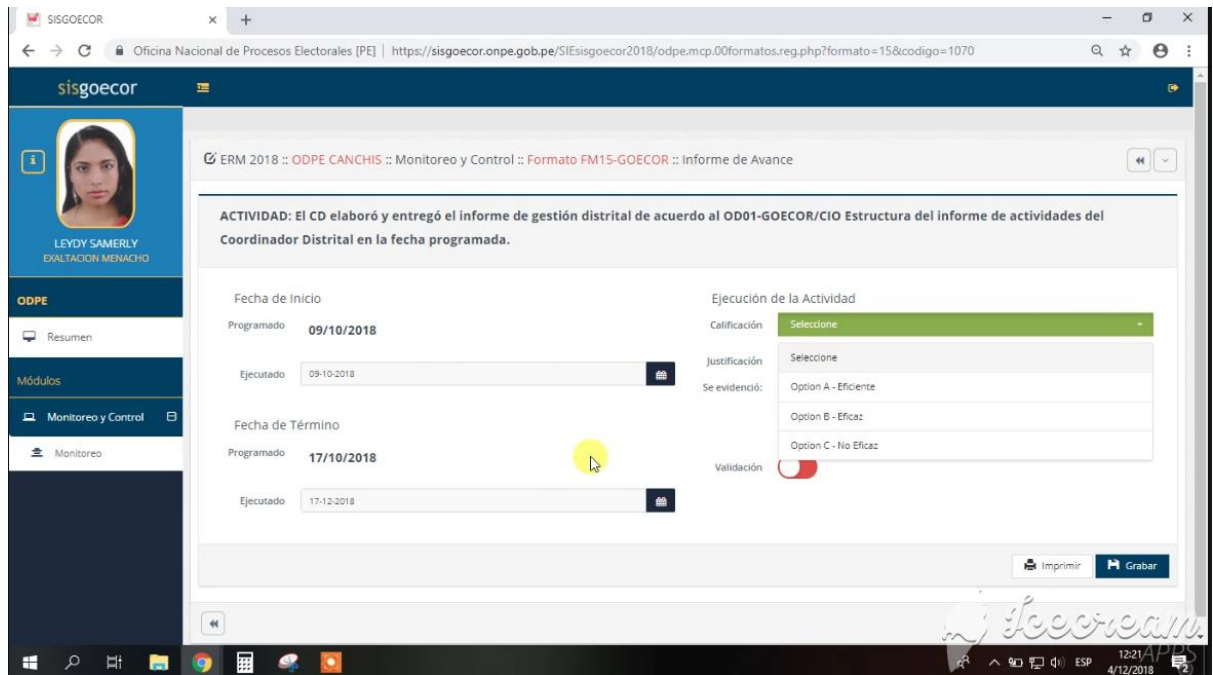 SISGOECOR
Oficina Nacional de Procesos Electorales [PE] | https://sisgoecor.onpe.gob.pe/SIEsisgoecor2018/odpe.mcp.00formatos.reg.php?formato=15&codigo=1070
sisgoecor
ERM 2018 :: ODPE CANCHIS :: Monitoreo y Control :: Formato FM15-GOECOR :: Informe de Avance
LEYDY SAMERLY
EXALTACION MENACHO
ODPE
Resumen
Módulos
Monitoreo y Control
Monitoreo
ACTIVIDAD: El CD elaboró y entregó el informe de gestión distrital de acuerdo al OD01-GOECOR/CIO Estructura del informe de actividades del
Coordinador Distrital en la fecha programada.
Fecha de Inicio
Programado 09/10/2018
Ejecutado 09-10-2018
Fecha de Término
Programado 17/10/2018
Ejecutado 17-12-2018
Ejecución de la Actividad
Calificación Seleccione
Justificación Seleccione
Se evidenció: Option A - Eficiente
Option B - Eficaz
Option C - No Eficaz
Validación
Imprimir Grabar
Icecream
APPS
ESP
12:21
4/12/2018
2